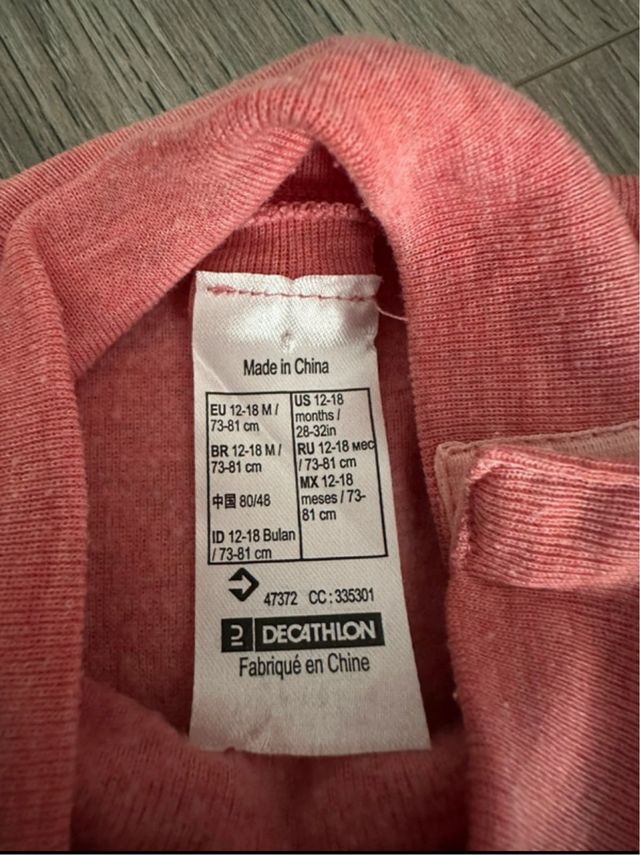 Made in China
EU 12-18 M /
73-81 cm
BR 12-18 M /
73-81 cm
中国 80/48
ID 12-18 Bulan
/ 73-81 cm
US 12-18
months /
28-32in
RU 12-18 мес
/ 73-81 cm
MX 12-18
meses / 73-
81 cm
47372 CC : 335301
DECATHLON
Fabriqué en Chine